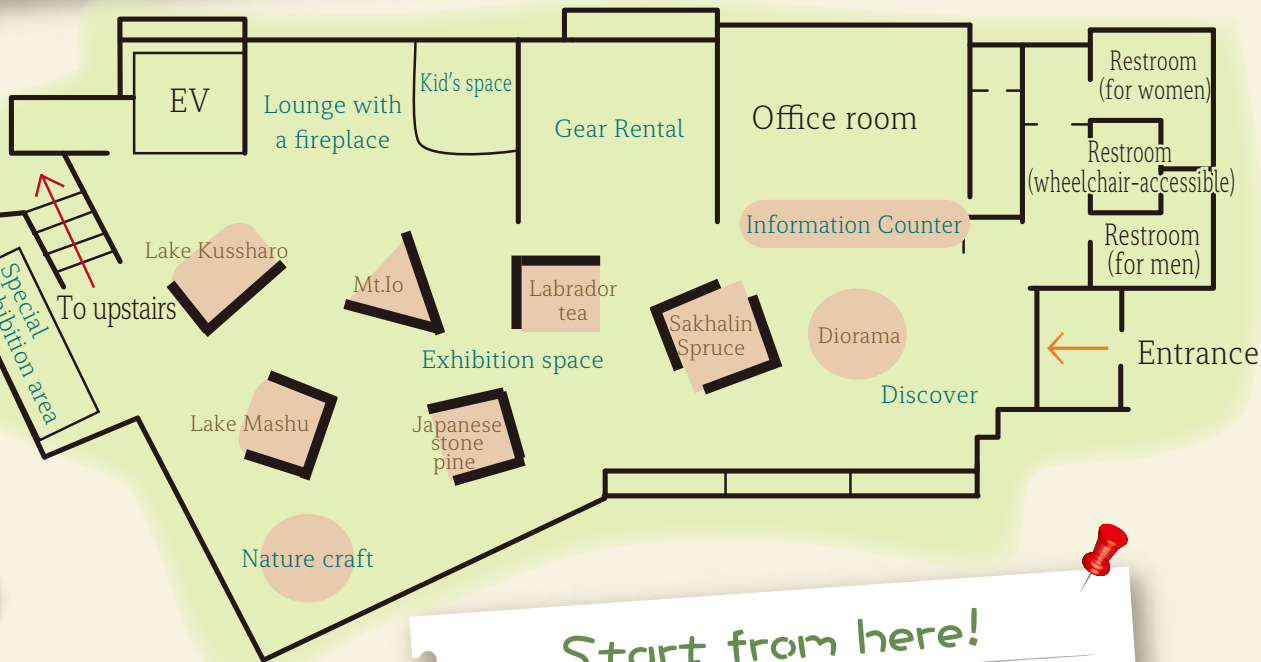 EV
Lounge with
a fireplace
Kid's space
Gear Rental
Office room
Restroom
(for women)
Restroom
(wheelchair-accessible)
Restroom
(for men)
Information Counter
Lake Kussharo
Mt.Io
Labrador
tea
Sakhalin
Spruce
Diorama
To upstairs
Special
area
Exhibition space
Entrance
Discover
Lake Mashu
Japanese
stone
pine
Nature craft
Start from here!